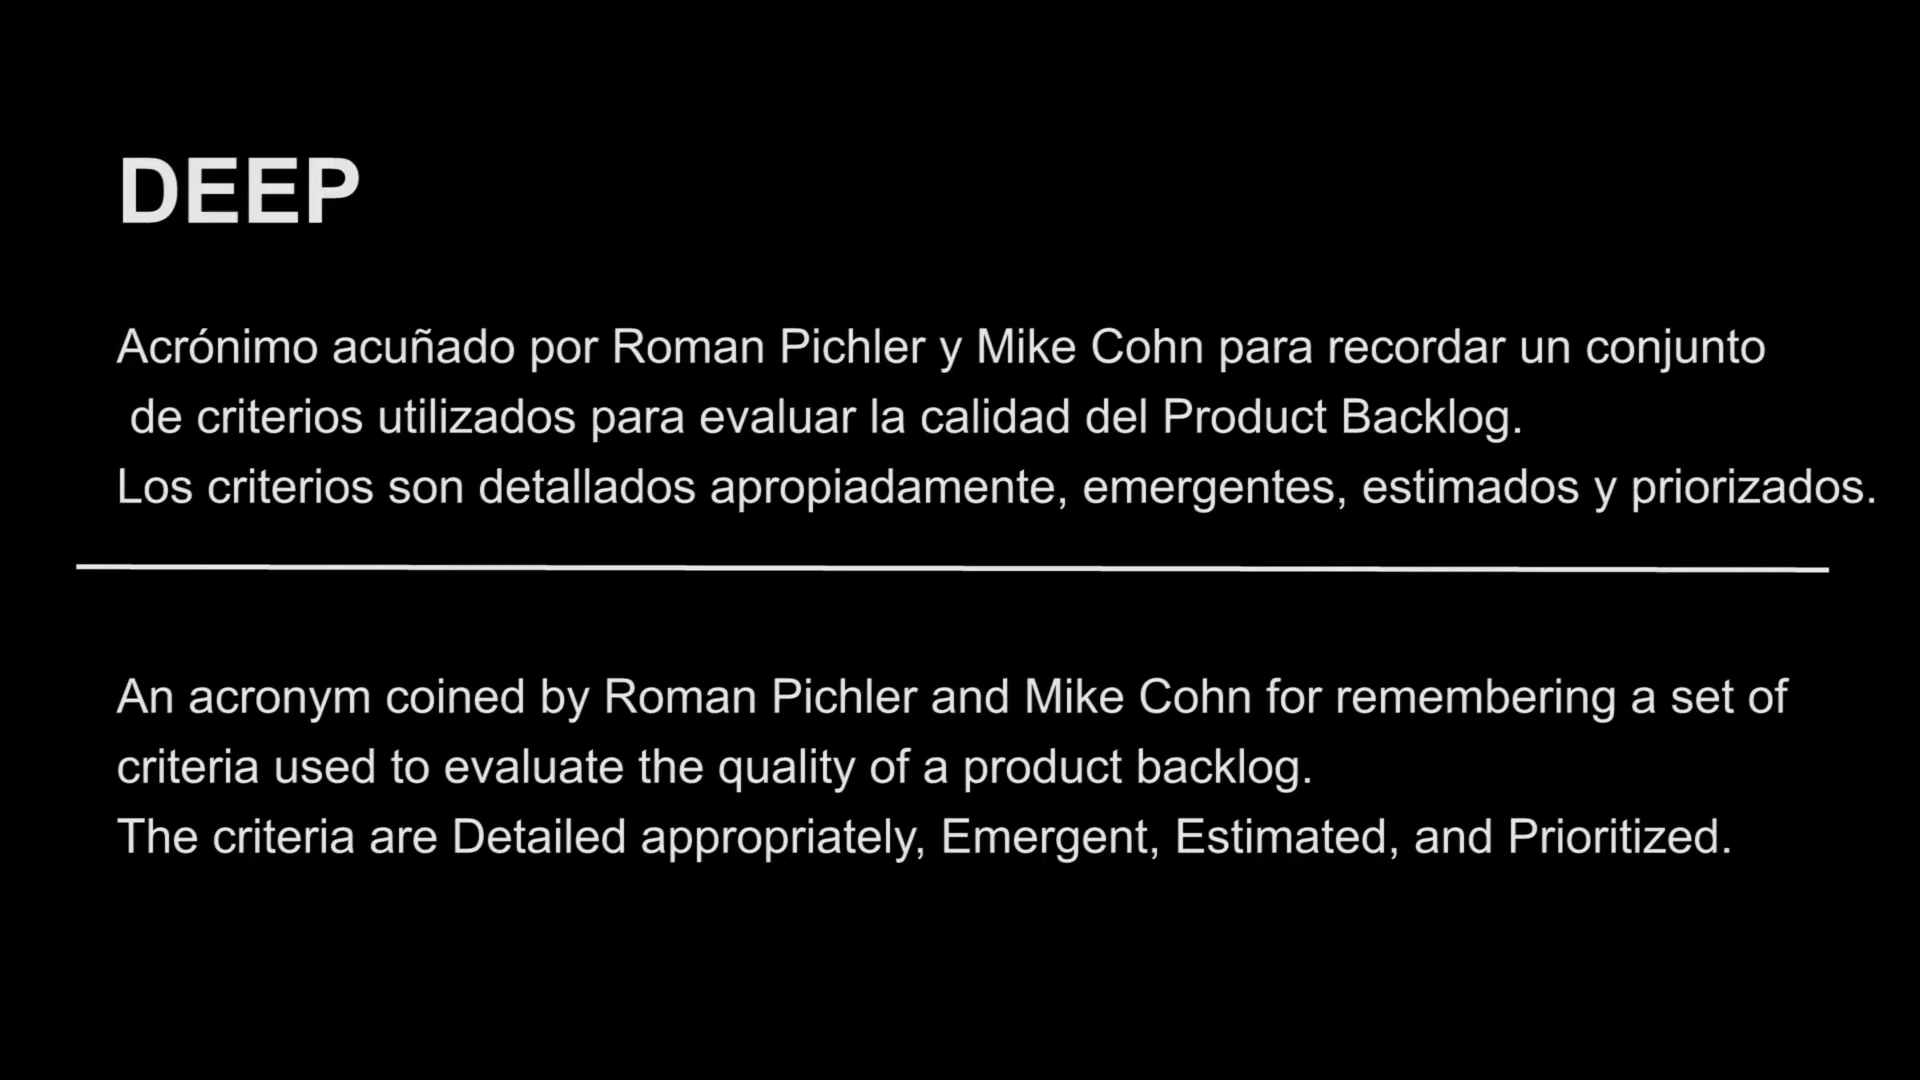 DEEP
Acrónimo acuñado por Roman Pichler y Mike Cohn para recordar un conjunto
de criterios utilizados para evaluar la calidad del Product Backlog.
Los criterios son detallados apropiadamente, emergentes, estimados y priorizados.
An acronym coined by Roman Pichler and Mike Cohn for remembering a set of
criteria used to evaluate the quality of a product backlog.
The criteria are Detailed appropriately, Emergent, Estimated, and Prioritized.